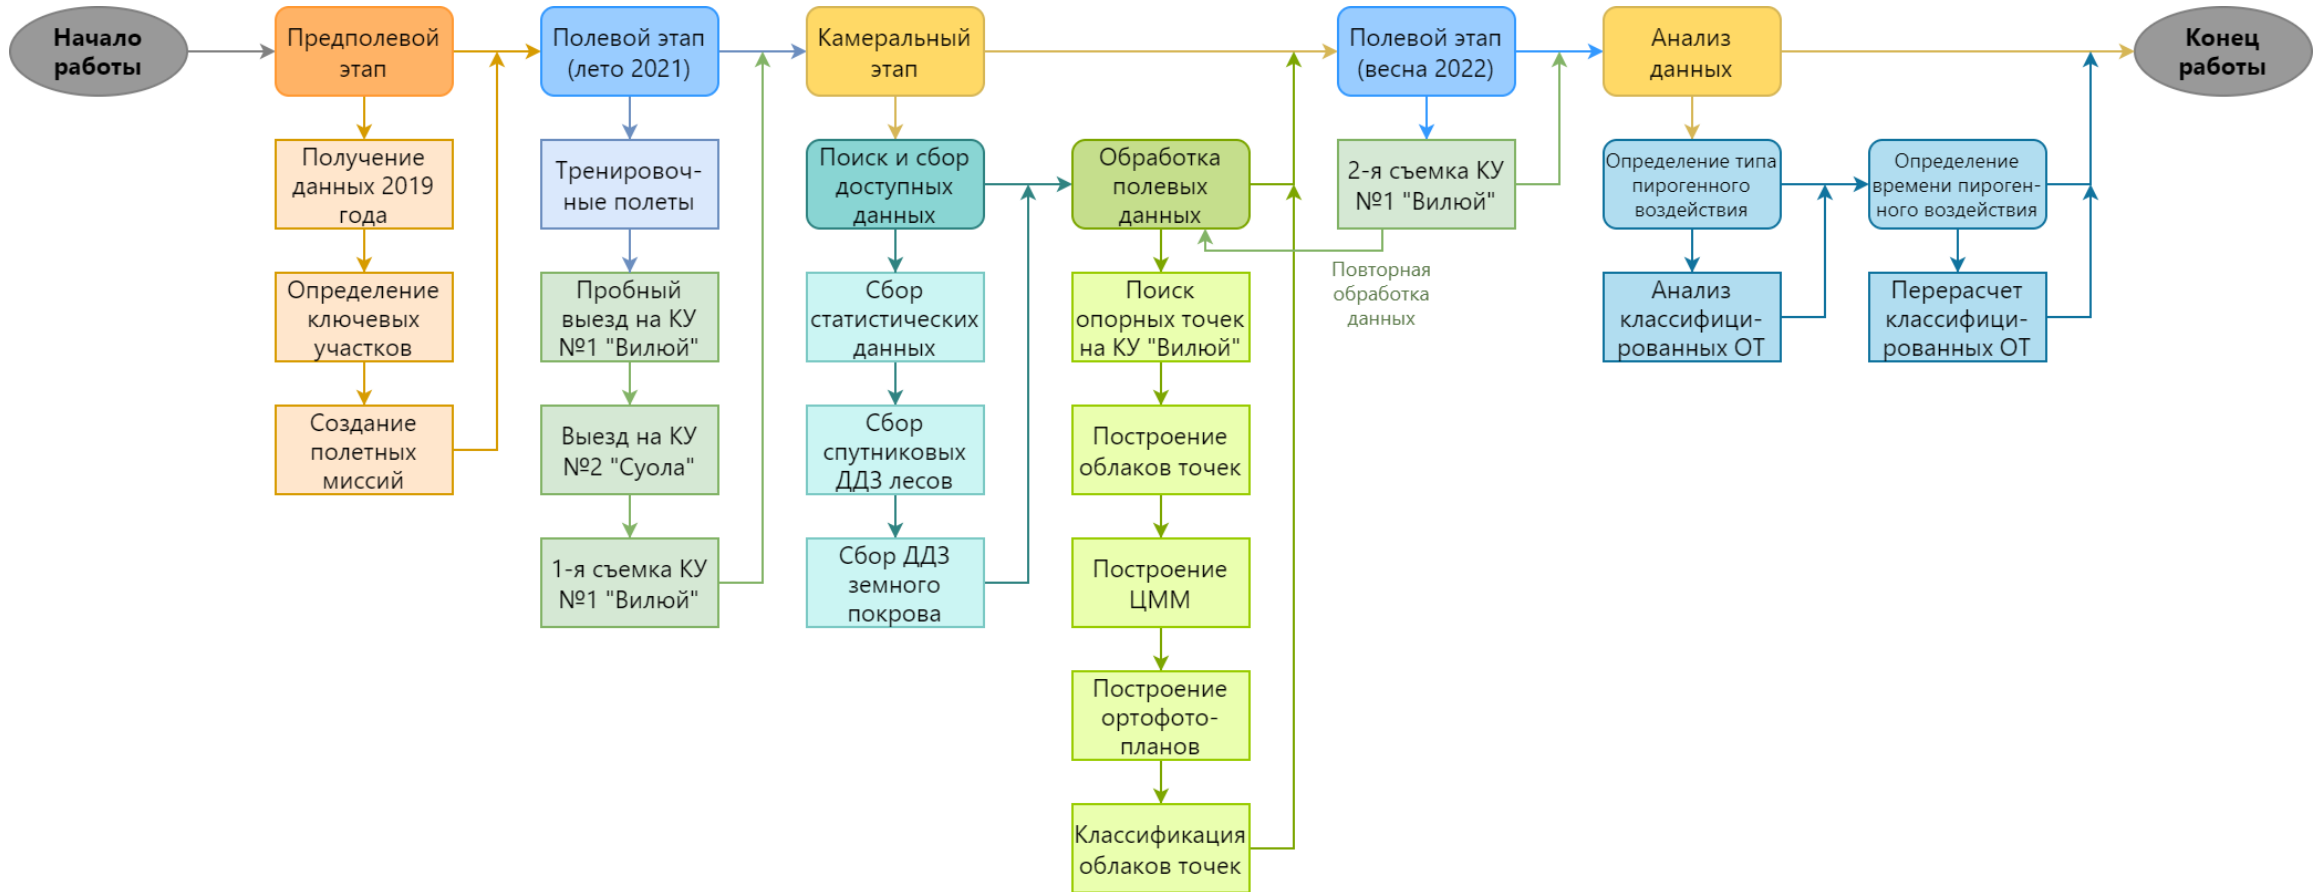 Начало
работы
Предполевой
этап
Получение
данных 2019
года
Определение
ключевых
участков
Создание
полетных
миссий
Полевой этап
(лето 2021)
Тренировоч-
ные полеты
Пробный
выезд на КУ
№1 "Вилюй"
Выезд на КУ
№2 "Суола"
1-я съемка КУ
№1 "Вилюй"
Камеральный
этап
Поиск и сбор
доступных
данных
Сбор
статистических
данных
Сбор
спутниковых
ДДЗ лесов
Сбор ДДЗ
земного
покрова
Обработка
полевых
данных
Поиск
опорных точек
на КУ "Вилюй"
Построение
облаков точек
Построение
ЦММ
Построение
ортофото-
планов
Классификация
облаков точек
Полевой этап
(весна 2022)
2-я съемка КУ
№1 "Вилюй"
Повторная
обработка
данных
Анализ
данных
Определение типа
пирогенного
воздействия
Анализ
классифици-
рованных ОТ
Определение
времени пироген-
ного воздействия
Перерасчет
классифици-
рованных ОТ
Конец
работы